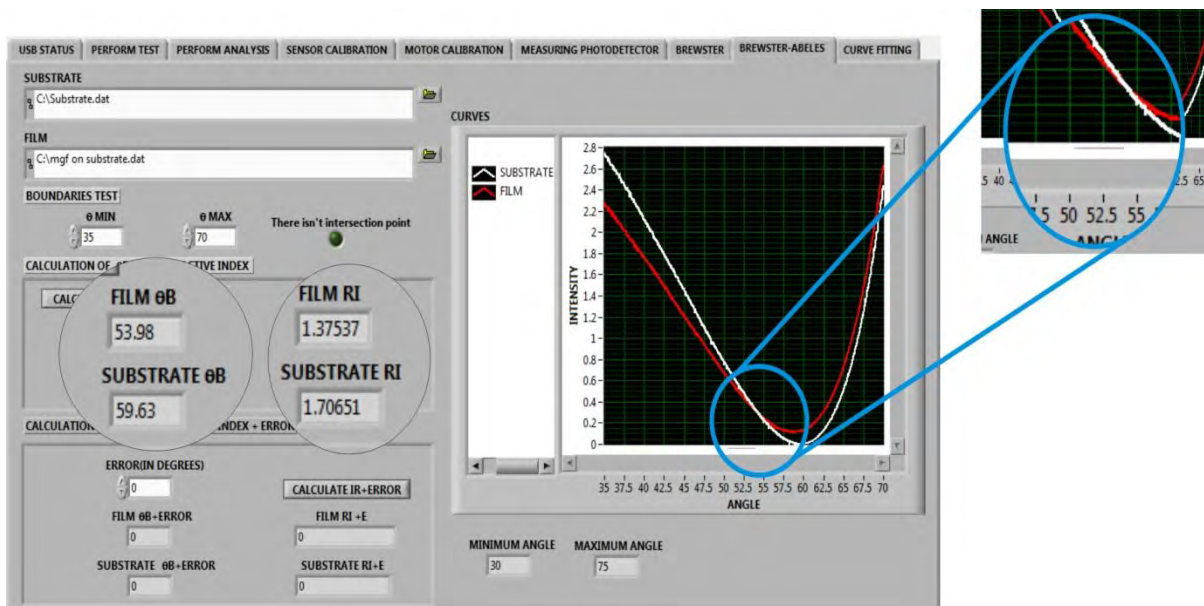 USB STATUS PERFORM TEST PERFORM ANALYSIS SENSOR CALIBRATION MOTOR CALIBRATION MEASURING PHOTODETECTOR BREWSTER BREWSTER-ABELES CURVE FITTING
SUBSTRATE
C:\Substrate.dat
FILM
C:\mgf on substrate.dat
BOUNDARIES TEST
θ MIN
35
θ MAX
70
There isn't intersection point
CALCULATION OF
INDEX
FILM θB
53.98
FILM RI
1.37537
SUBSTRATE θB
59.63
SUBSTRATE RI
1.70651
CALCULATION
INDEX + ERROR
ERROR(IN DEGREES)
0
CALCULATE IR+ERROR
FILM θB+ERROR
0
FILM RI +E
0
SUBSTRATE θB+ERROR
0
SUBSTRATE RI+E
0
CURVES
SUBSTRATE
FILM
INTENSITY
2.8
2.6
2.4
2.2
2
1.8
1.6
1.4
1.2
1
0.8
0.6
0.4
0.2
0
35 37.5 40 42.5 45 47.5 50 52.5 55 57.5 60 62.5 65 67.5 70
ANGLE
MINIMUM ANGLE
30
MAXIMUM ANGLE
75
40
2.5 65
50 52.5 55
ANGLE